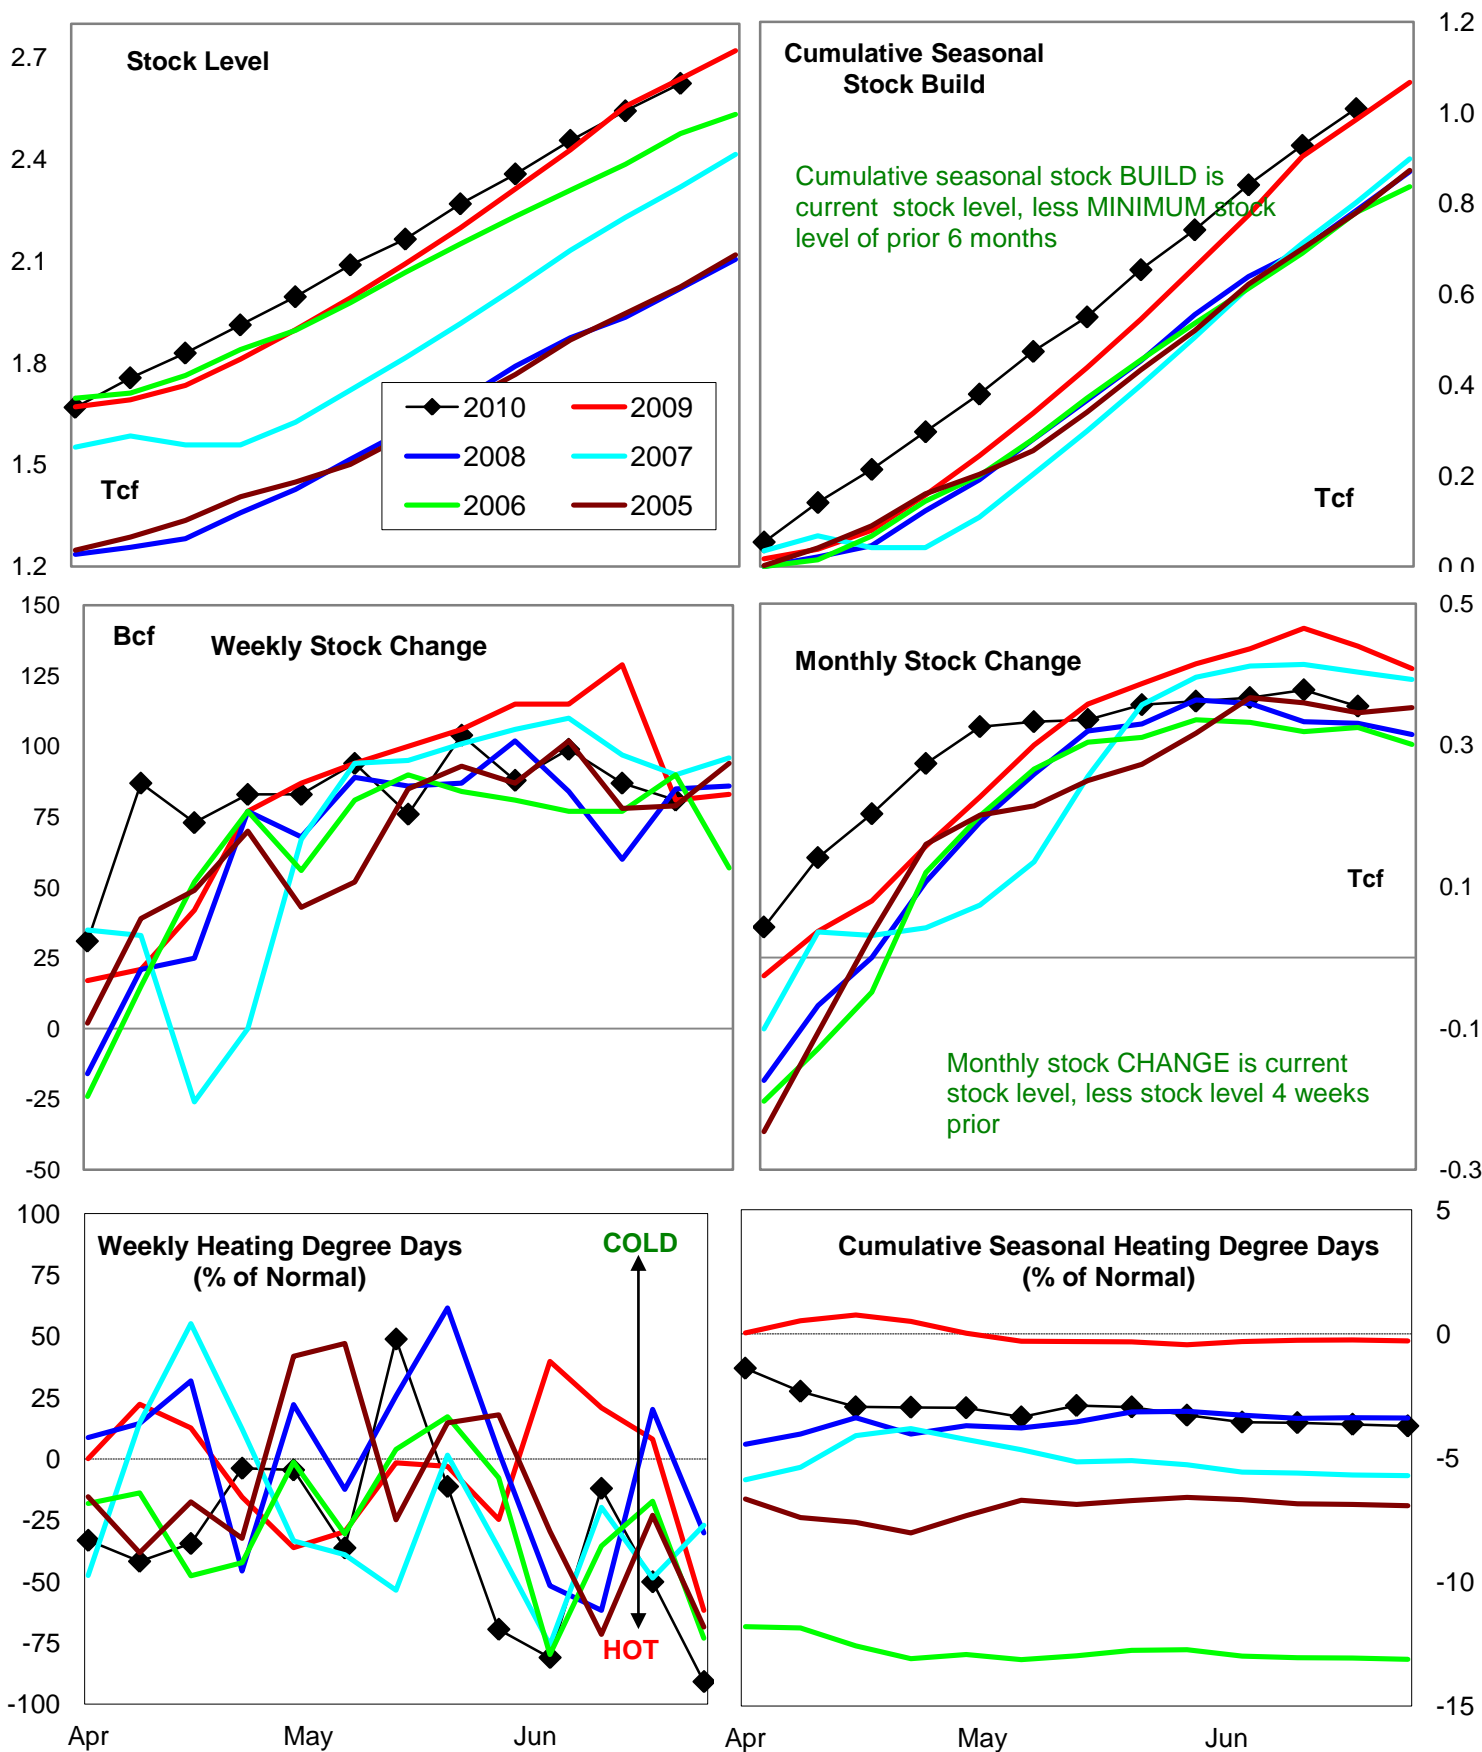 Stock Level
2.7
2.4
2.1
1.8
1.5
1.2
Tcf
2010
2009
2008
2007
2006
2005
Cumulative Seasonal
Stock Build
Cumulative seasonal stock BUILD is
current stock level, less MINIMUM stock
level of prior 6 months
Tcf
1.2
1.0
0.8
0.6
0.4
0.2
0.0
Bcf
Weekly Stock Change
150
125
100
75
50
25
0
-25
-50
Monthly Stock Change
Tcf
Monthly stock CHANGE is current
stock level, less stock level 4 weeks
prior
0.5
0.3
0.1
-0.1
-0.3
Weekly Heating Degree Days
(% of Normal)
COLD
HOT
100
75
50
25
0
-25
-50
-75
-100
Apr
May
Jun
Cumulative Seasonal Heating Degree Days
(% of Normal)
5
0
-5
-10
-15
Apr
May
Jun